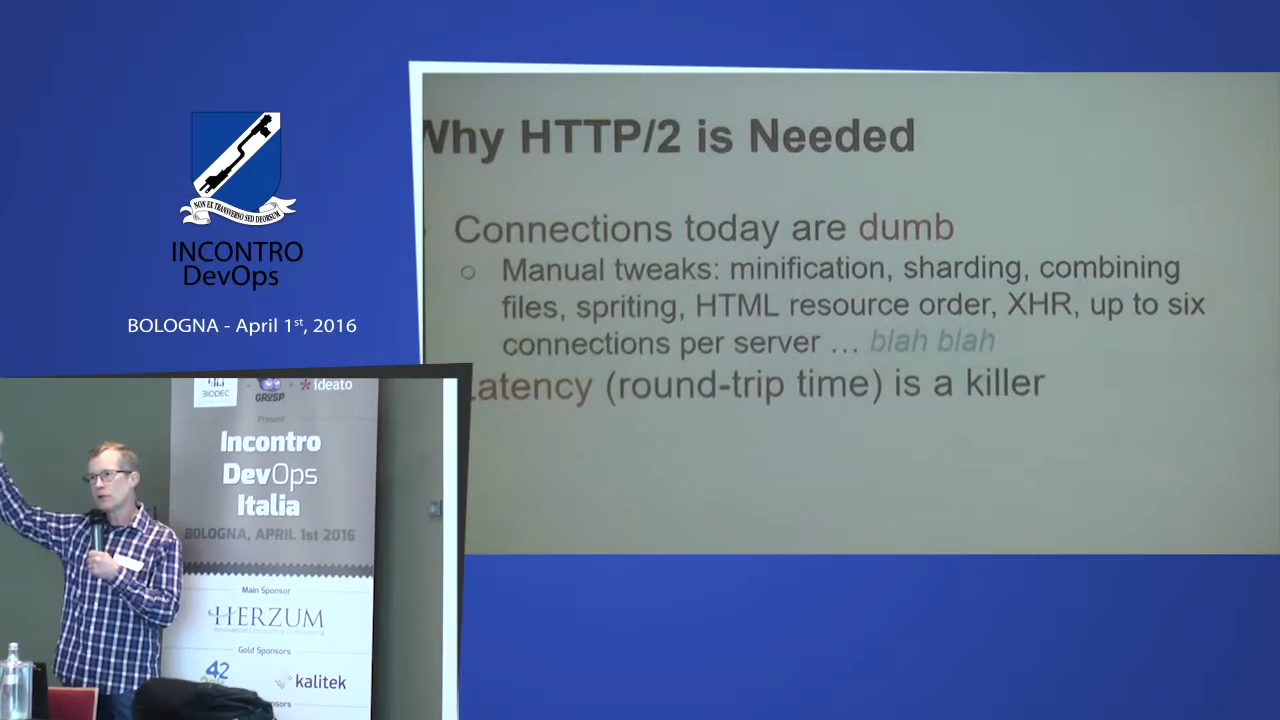 NON EX TRANSVERSO SED DEORSUM
INCONTRO
DevOps
BOLOGNA - April 1st, 2016
Why HTTP/2 is Needed
Connections today are dumb
Manual tweaks: minification, sharding, combining
files, spriting, HTML resource order, XHR, up to six
connections per server … blah blah
Latency (round-trip time) is a killer
BIODEC
GRUSP
ideato
Present
Incontro
DevOps
Italia
BOLOGNA, APRIL 1st 2016
Main Sponsor
HERZUM
Gold Sponsors
42
kalitek